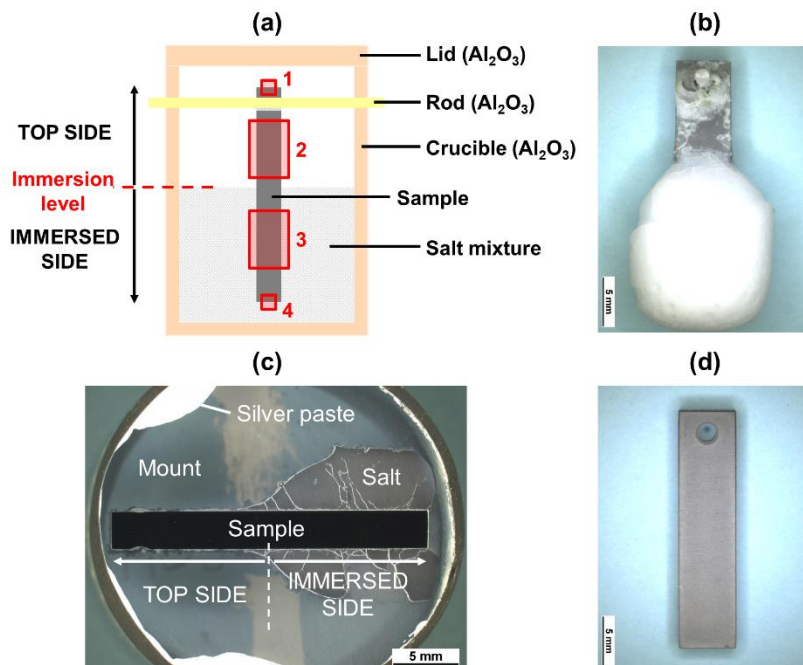 (a)
Lid (Al₂O₃)
Rod (Al₂O₃)
Crucible (Al₂O₃)
Sample
Salt mixture
TOP SIDE
Immersion
level
IMMERSED
SIDE
1
2
3
4
(b)
5 mm
(c)
Silver paste
Mount
Salt
Sample
TOP SIDE
IMMERSED
SIDE
5 mm
(d)
5 mm